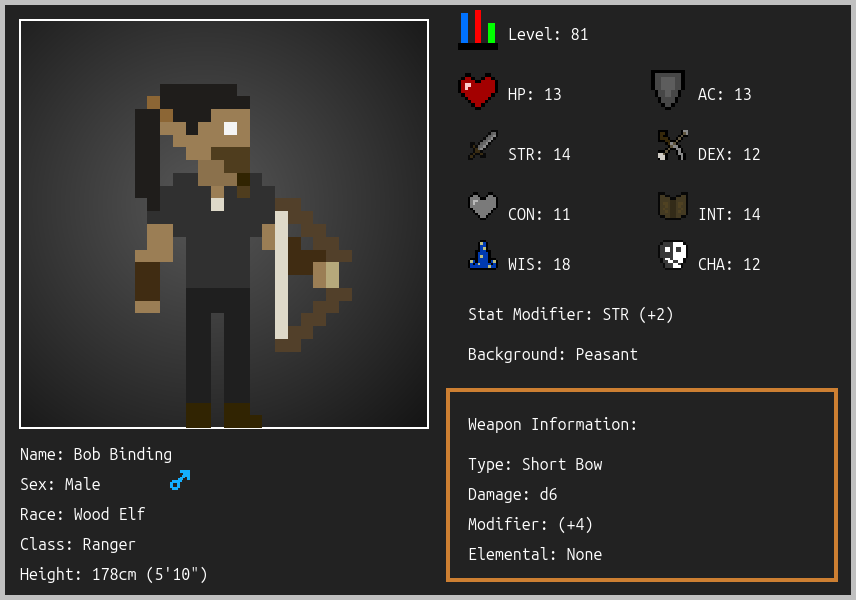 Level: 81
HP: 13
AC: 13
STR: 14
DEX: 12
CON: 11
INT: 14
WIS: 18
CHA: 12
Stat Modifier: STR (+2)
Background: Peasant
Weapon Information:
Type: Short Bow
Damage: d6
Modifier: (+4)
Elemental: None
Name: Bob Binding
Sex: Male
Race: Wood Elf
Class: Ranger
Height: 178cm (5'10")